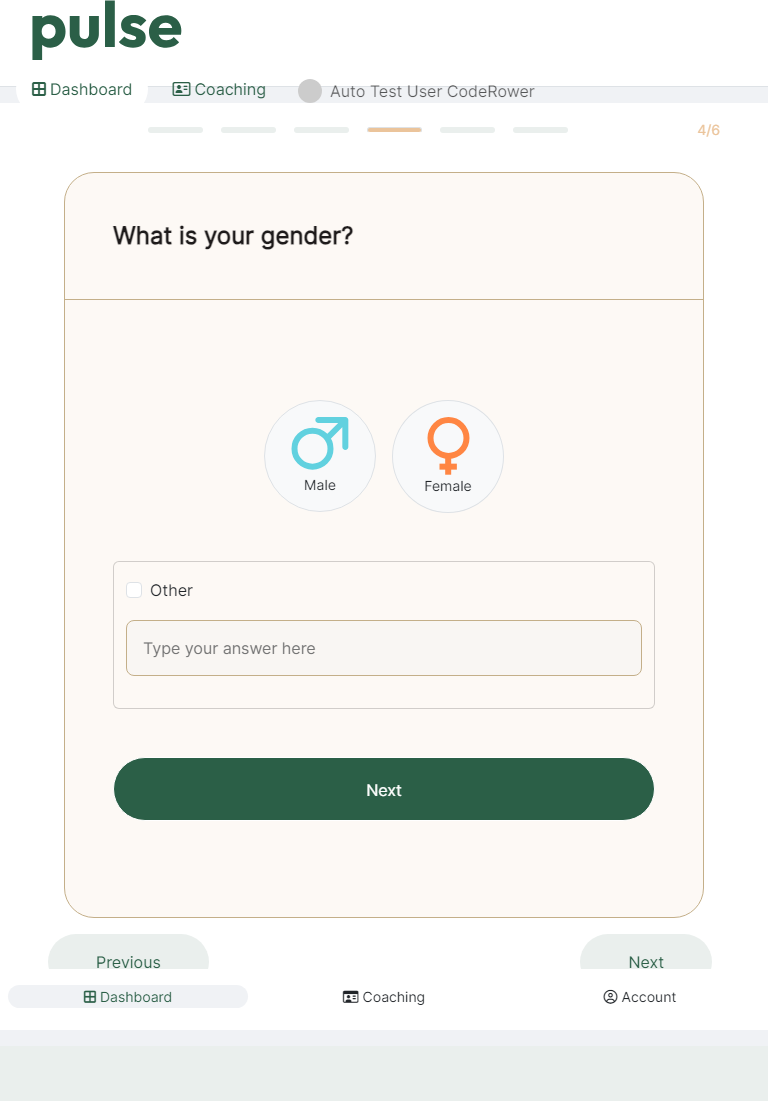 pulse
Dashboard Coaching Auto Test User CodeRower
4/6
What is your gender?
Male Female
Other
Type your answer here
Next
Previous Next
Dashboard Coaching Account